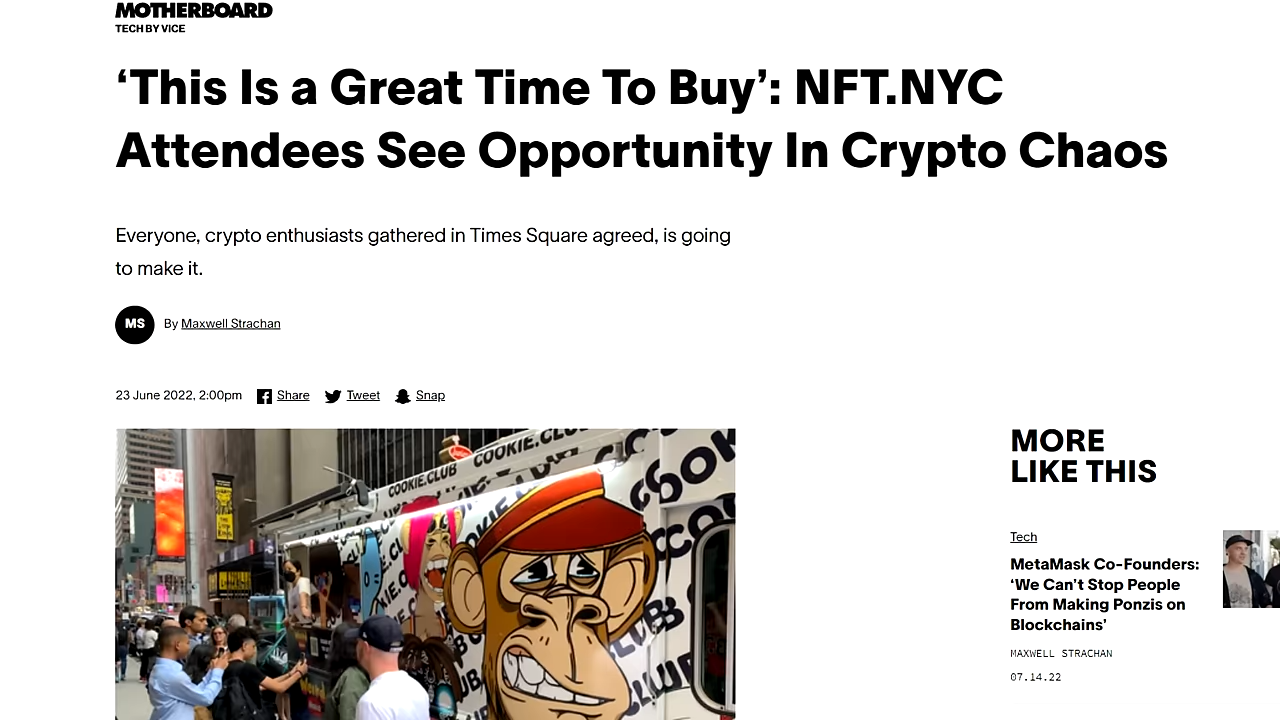 MOTHERBOARD
TECH BY VICE
‘This Is a Great Time To Buy’: NFT.NYC
Attendees See Opportunity In Crypto Chaos
Everyone, crypto enthusiasts gathered in Times Square agreed, is going
to make it.
MS By Maxwell Strachan
23 June 2022, 2:00pm Share Tweet Snap
COOKIE.CLUB COOKIE.CLU
MORE
LIKE THIS
Tech
MetaMask Co-Founders:
‘We Can’t Stop People
From Making Ponzis on
Blockchains’
MAXWELL STRACHAN
07.14.22